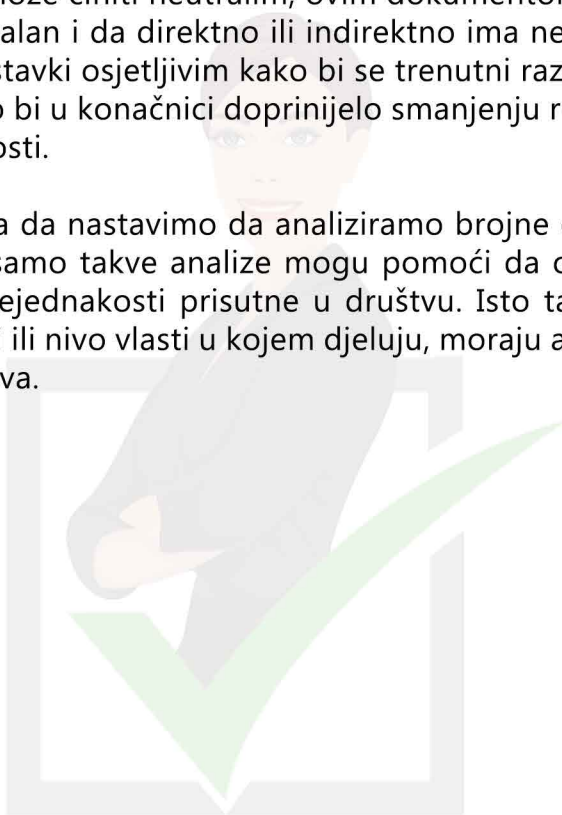 može činiti neutralim, ovim dokumento
alan i da direktno ili indirektno ima ne
stavki osjetljivim kako bi se trenutni raz
o bi u konačnici doprinijelo smanjenju r
osti.
a da nastavimo da analiziramo brojne
samo takve analize mogu pomoći da o
ejednakosti prisutne u društvu. Isto ta
ili nivo vlasti u kojem djeluju, moraju a
va.